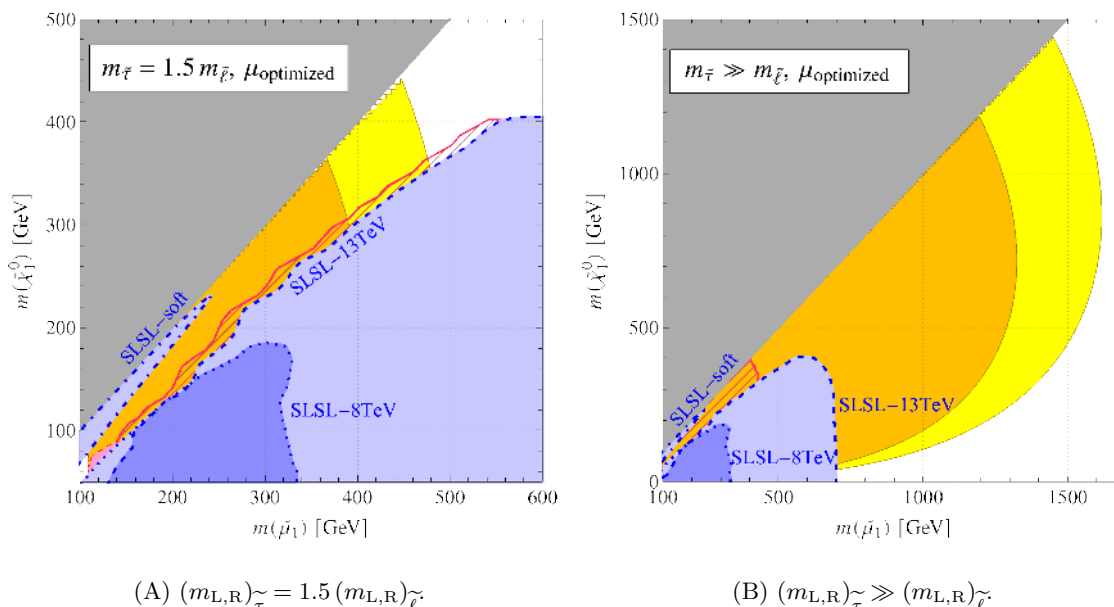 500
400
300
200
100
m(χ̃₁⁰) [GeV]
m_τ̃ = 1.5 m_ℓ̃, μ_optimized
SLSL−soft
SLSL−13TeV
SLSL−8TeV
100 200 300 400 500 600
m(μ̃₁) [GeV]
(A) (m_L,R)_τ̃ = 1.5 (m_L,R)_ℓ̃.
1500
1000
500
0
m(χ̃₁⁰) [GeV]
m_τ̃ ≫ m_ℓ̃, μ_optimized
SLSL−soft
SLSL−13TeV
SLSL−8TeV
100 500 1000 1500
m(μ̃₁) [GeV]
(B) (m_L,R)_τ̃ ≫ (m_L,R)_ℓ̃.